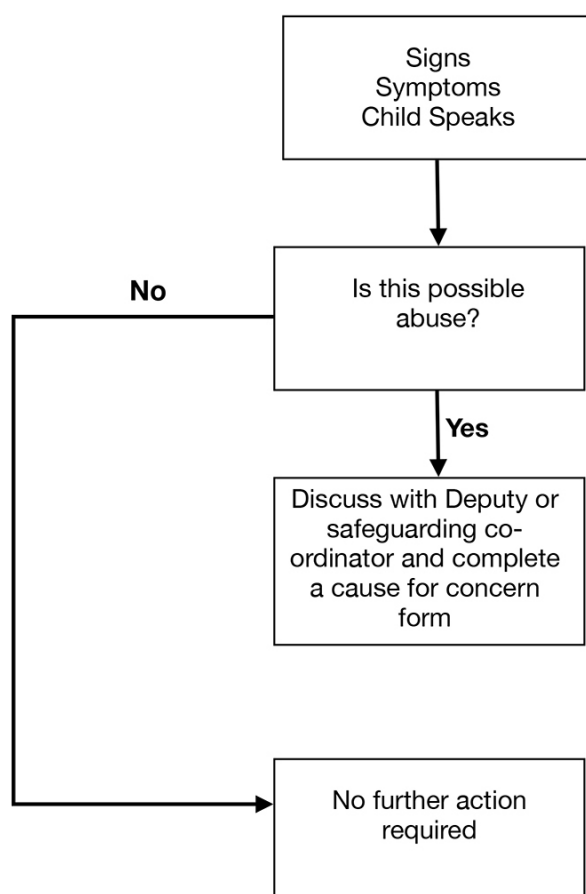 Signs
Symptoms
Child Speaks
No
Is this possible
abuse?
Yes
Discuss with Deputy or
safeguarding co-
ordinator and complete
a cause for concern
form
No further action
required